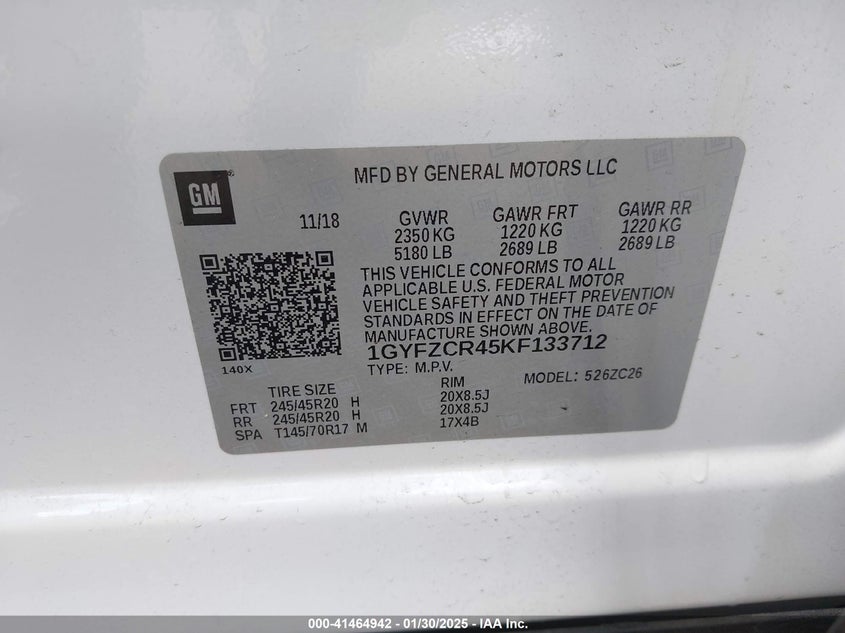 GM
MFD BY GENERAL MOTORS LLC
11/18
GVWR
2350 KG
5180 LB
GAWR FRT
1220 KG
2689 LB
GAWR RR
1220 KG
2689 LB
THIS VEHICLE CONFORMS TO ALL
APPLICABLE U.S. FEDERAL MOTOR
VEHICLE SAFETY AND THEFT PREVENTION
STANDARDS IN EFFECT ON THE DATE OF
MANUFACTURE SHOWN ABOVE.
1GYFZCR45KF133712
140X
TYPE: M.P.V.
MODEL: 526ZC26
TIRE SIZE
RIM
FRT 245/45R20 H 20X8.5J
RR 245/45R20 H 20X8.5J
SPA T145/70R17 M 17X4B
000-41464942 - 01/30/2025 - IAA Inc.